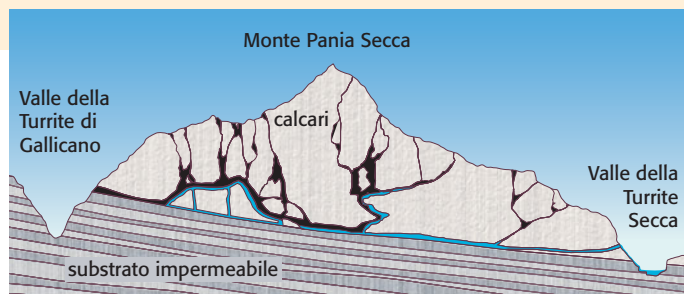 Monte Pania Secca
Valle della
Turrite di
Gallicano
calcari
Valle della
Turrite
Secca
substrato impermeabile